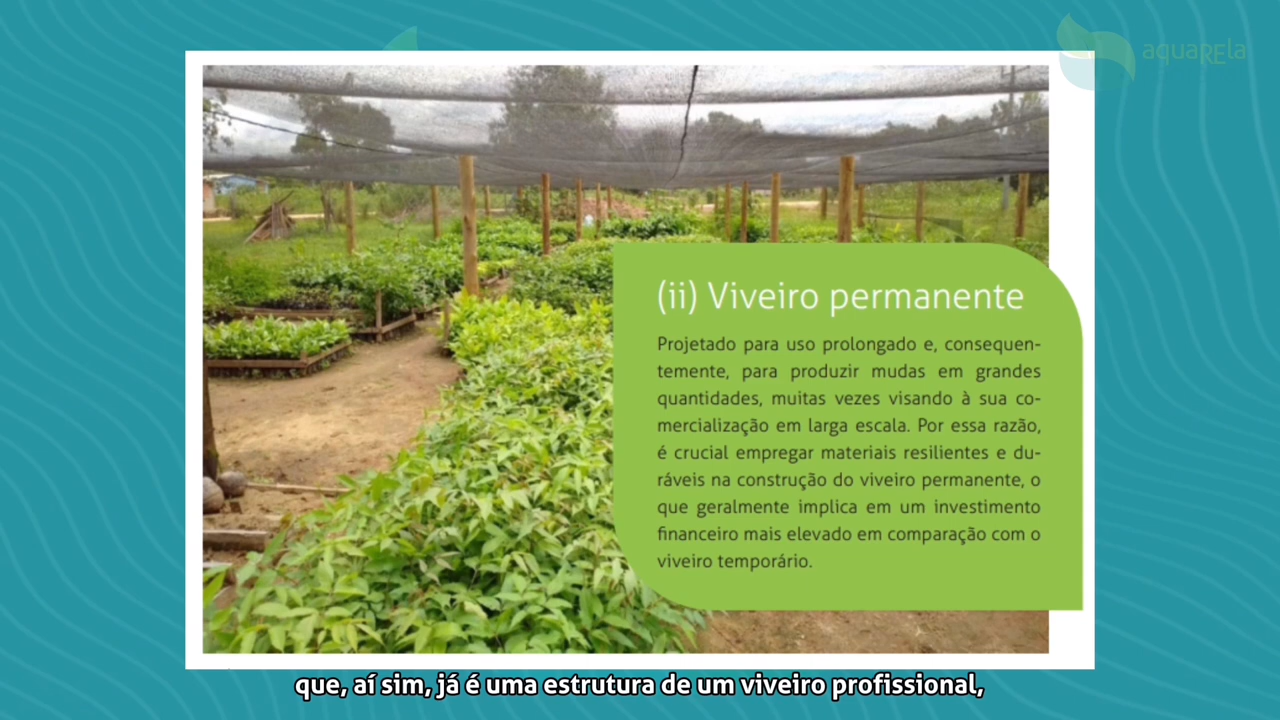 aquaREla
(ii) Viveiro permanente
Projetado para uso prolongado e, consequen-
temente, para produzir mudas em grandes
quantidades, muitas vezes visando à sua co-
mercialização em larga escala. Por essa razão,
é crucial empregar materiais resilientes e du-
ráveis na construção do viveiro permanente, o
que geralmente implica em um investimento
financeiro mais elevado em comparação com o
viveiro temporário.
que, aí sim, já é uma estrutura de um viveiro profissional,